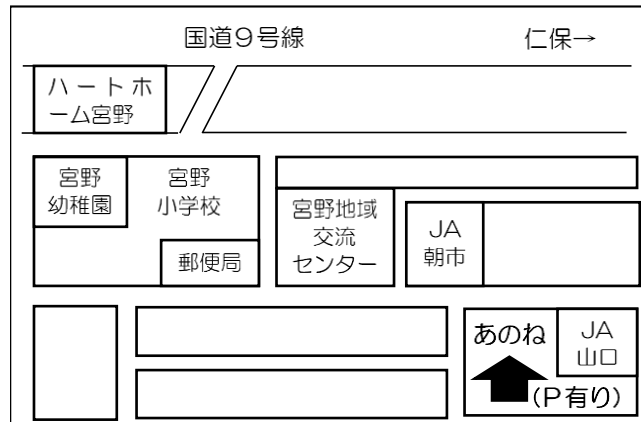 国道９号線
仁保→
ハートホ
ーム宮野
宮野
幼稚園
宮野
小学校
郵便局
宮野地域
交流
センター
JA
朝市
あのね
JA
山口
(Ｐ有り)